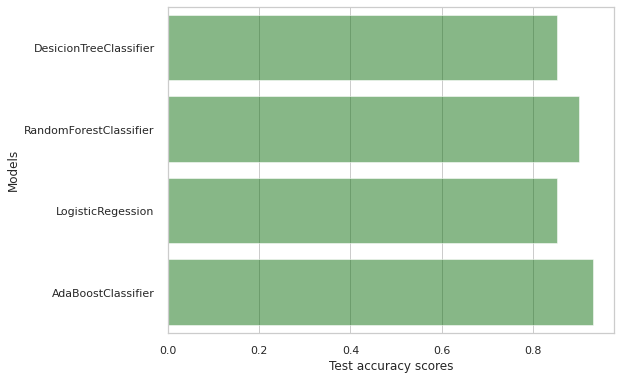 DesicionTreeClassifier
RandomForestClassifier
LogisticRegession
AdaBoostClassifier
Models
0.0 0.2 0.4 0.6 0.8
Test accuracy scores